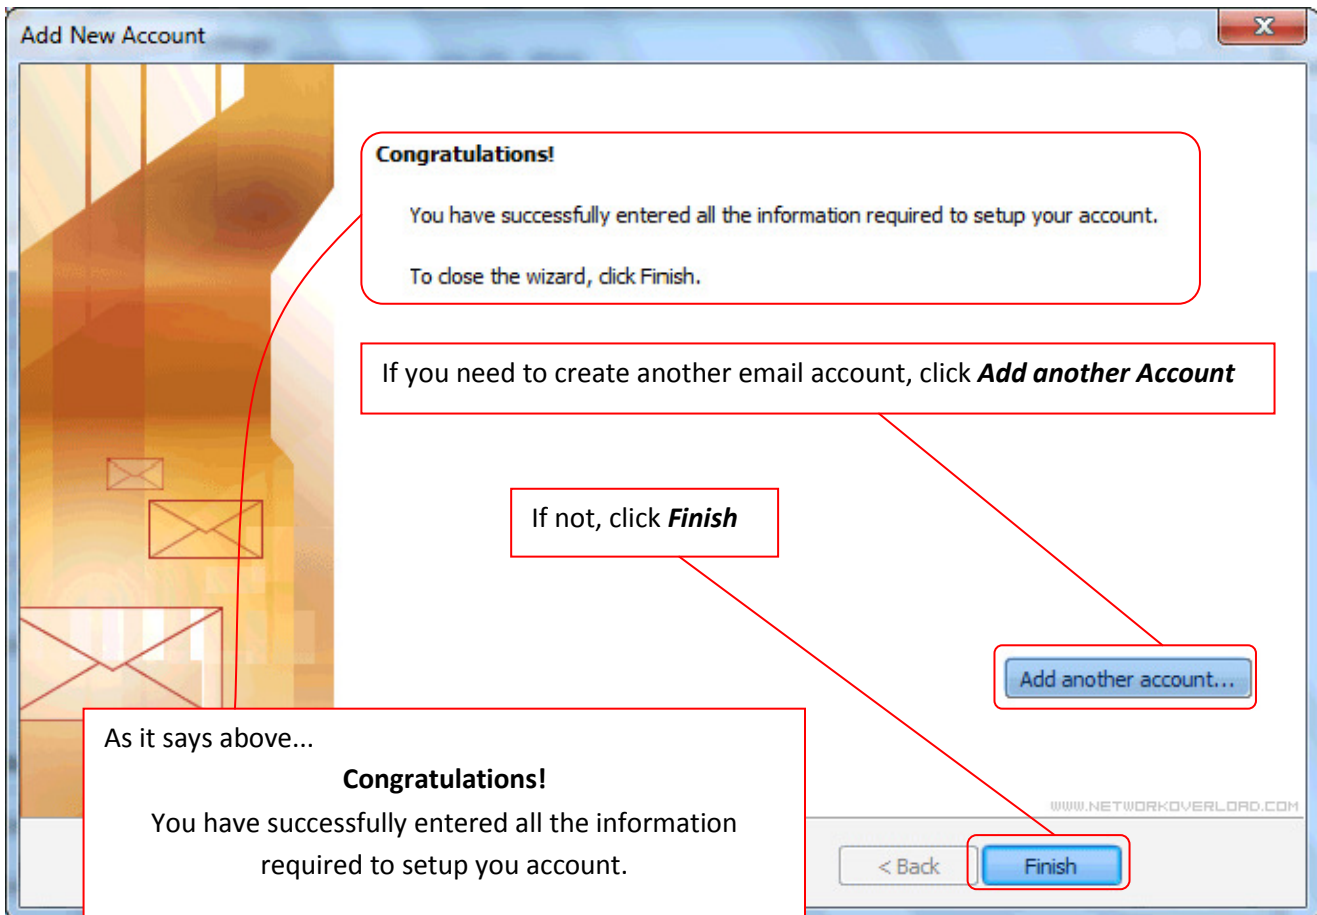 Add New Account
X
Congratulations!
You have successfully entered all the information required to setup your account.
To close the wizard, click Finish.
If you need to create another email account, click Add another Account
If not, click Finish
Add another account...
As it says above...
Congratulations!
You have successfully entered all the information
required to setup you account.
WWW.NETWORKOVERLOAD.COM
< Back
Finish